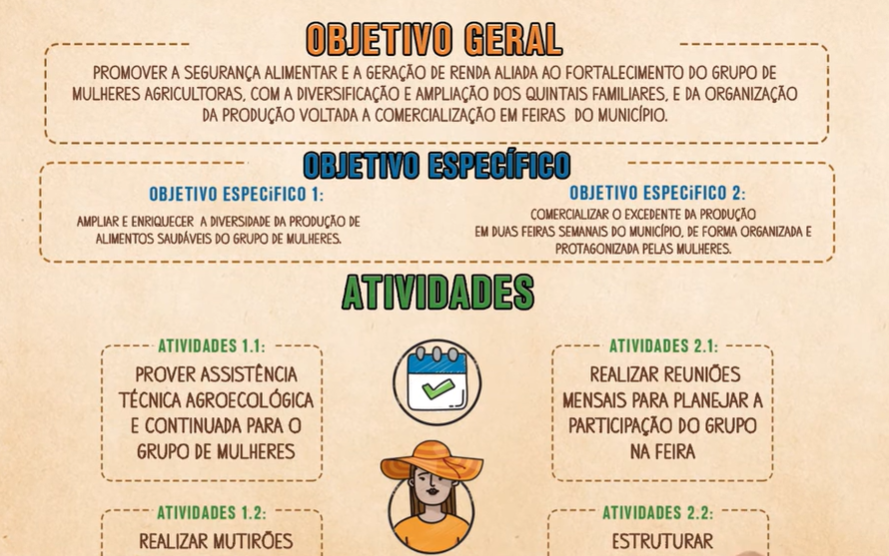 OBJETIVO GERAL
PROMOVER A SEGURANÇA ALIMENTAR E A GERAÇÃO DE RENDA ALIADA AO FORTALECIMENTO DO GRUPO DE
MULHERES AGRICULTORAS, COM A DIVERSIFICAÇÃO E AMPLIAÇÃO DOS QUINTAIS FAMILIARES, E DA ORGANIZAÇÃO
DA PRODUÇÃO VOLTADA A COMERCIALIZAÇÃO EM FEIRAS DO MUNICÍPIO.
OBJETIVO ESPECÍFICO
OBJETIVO ESPECÍFICO 1:
AMPLIAR E ENRIQUECER A DIVERSIDADE DA PRODUÇÃO DE
ALIMENTOS SAUDÁVEIS DO GRUPO DE MULHERES.
OBJETIVO ESPECÍFICO 2:
COMERCIALIZAR O EXCEDENTE DA PRODUÇÃO
EM DUAS FEIRAS SEMANAIS DO MUNICÍPIO, DE FORMA ORGANIZADA E
PROTAGONIZADA PELAS MULHERES.
ATIVIDADES
ATIVIDADES 1.1:
PROVER ASSISTÊNCIA
TÉCNICA AGROECOLÓGICA
E CONTINUADA PARA O
GRUPO DE MULHERES
ATIVIDADES 2.1:
REALIZAR REUNIÕES
MENSAIS PARA PLANEJAR A
PARTICIPAÇÃO DO GRUPO
NA FEIRA
ATIVIDADES 1.2:
REALIZAR MUTIRÕES
ATIVIDADES 2.2:
ESTRUTURAR